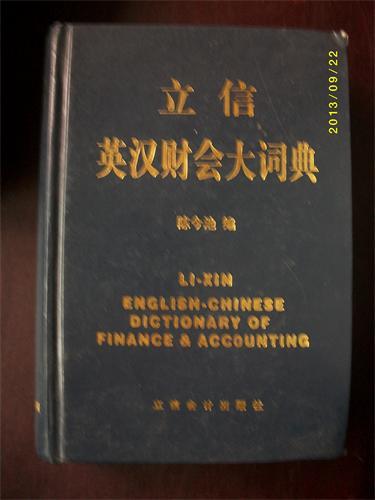 立信
英汉财会大词典
陈今池 编
LI-XIN
ENGLISH-CHINESE
DICTIONARY OF
FINANCE & ACCOUNTING
立信会计出版社
2013/09/22